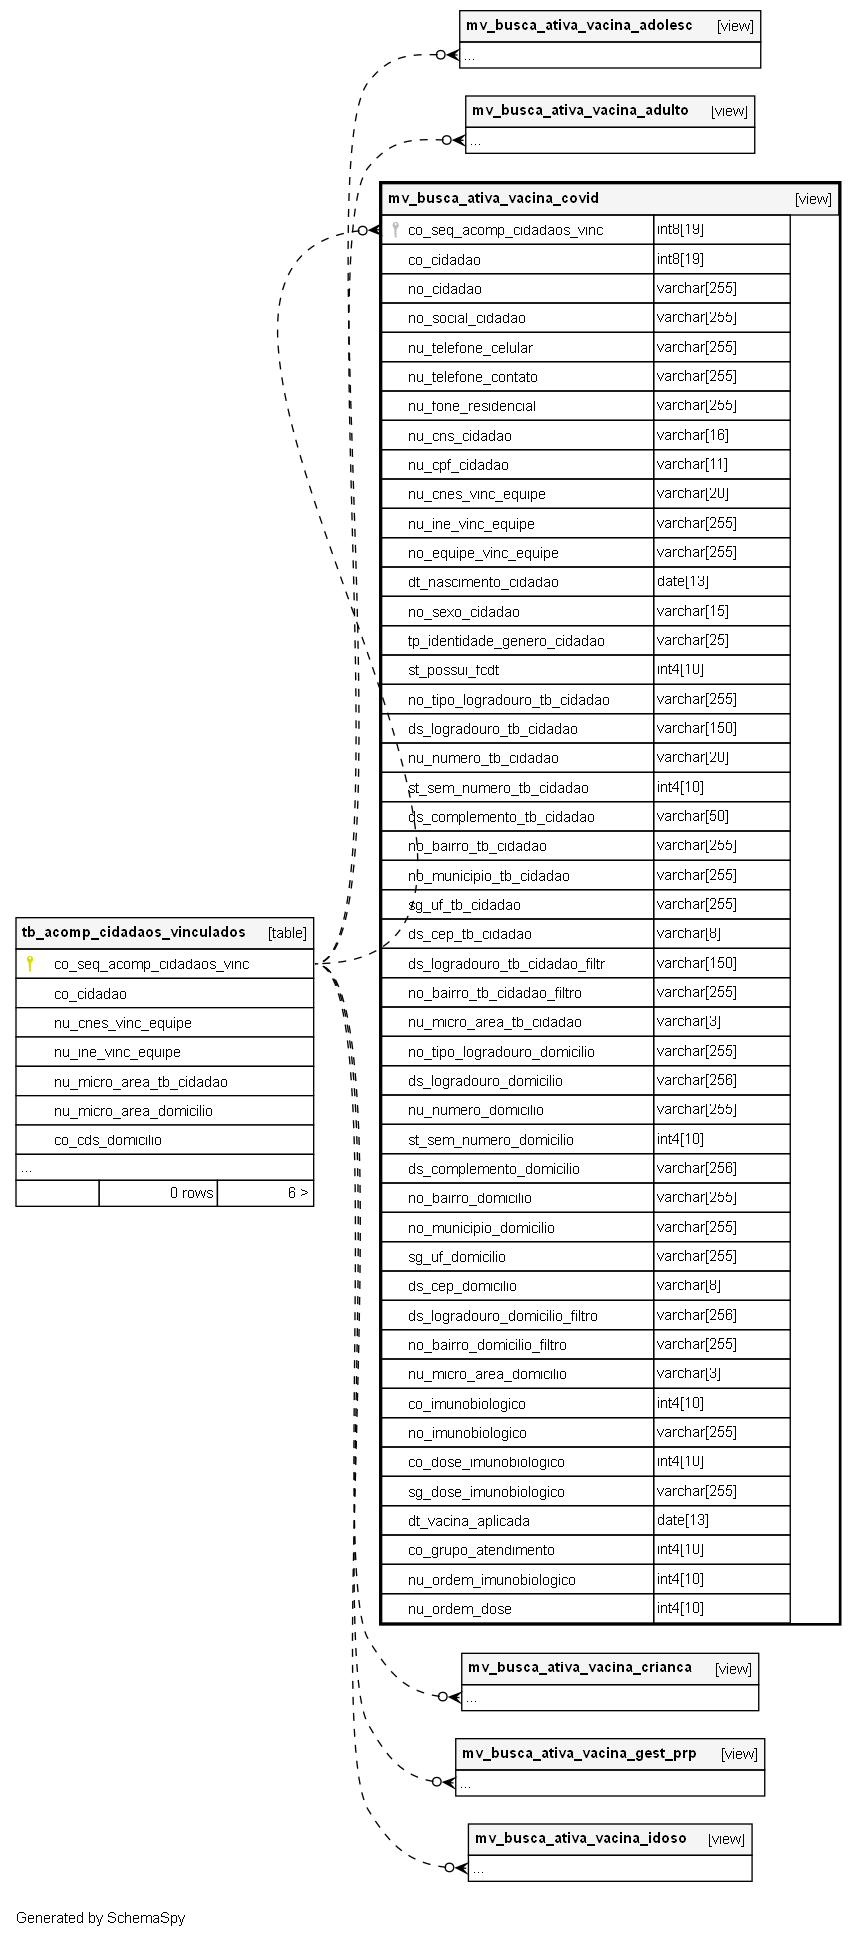 mv_busca_ativa_vacina_adolesc [view]
...
mv_busca_ativa_vacina_adulto [view]
...
mv_busca_ativa_vacina_covid [view]
co_seq_acomp_cidadaos_vinc int8[19]
co_cidadao int8[19]
no_cidadao varchar[255]
no_social_cidadao varchar[255]
nu_telefone_celular varchar[255]
nu_telefone_contato varchar[255]
nu_fone_residencial varchar[255]
nu_cns_cidadao varchar[16]
nu_cpf_cidadao varchar[11]
nu_cnes_vinc_equipe varchar[20]
nu_ine_vinc_equipe varchar[255]
no_equipe_vinc_equipe varchar[255]
dt_nascimento_cidadao date[13]
no_sexo_cidadao varchar[15]
tp_identidade_genero_cidadao varchar[25]
st_possui_fcdt int4[10]
no_tipo_logradouro_tb_cidadao varchar[255]
ds_logradouro_tb_cidadao varchar[150]
nu_numero_tb_cidadao varchar[20]
st_sem_numero_tb_cidadao int4[10]
ds_complemento_tb_cidadao varchar[50]
no_bairro_tb_cidadao varchar[255]
no_municipio_tb_cidadao varchar[255]
sg_uf_tb_cidadao varchar[255]
ds_cep_tb_cidadao varchar[8]
ds_logradouro_tb_cidadao_filtr varchar[150]
no_bairro_tb_cidadao_filtro varchar[255]
nu_micro_area_tb_cidadao varchar[3]
no_tipo_logradouro_domicilio varchar[255]
ds_logradouro_domicilio varchar[256]
nu_numero_domicilio varchar[255]
st_sem_numero_domicilio int4[10]
ds_complemento_domicilio varchar[256]
no_bairro_domicilio varchar[255]
no_municipio_domicilio varchar[255]
sg_uf_domicilio varchar[255]
ds_cep_domicilio varchar[8]
ds_logradouro_domicilio_filtro varchar[256]
no_bairro_domicilio_filtro varchar[255]
nu_micro_area_domicilio varchar[3]
co_imunobiologico int4[10]
no_imunobiologico varchar[255]
co_dose_imunobiologico int4[10]
sg_dose_imunobiologico varchar[255]
dt_vacina_aplicada date[13]
co_grupo_atendimento int4[10]
nu_ordem_imunobiologico int4[10]
nu_ordem_dose int4[10]
tb_acomp_cidadaos_vinculados [table]
co_seq_acomp_cidadaos_vinc
co_cidadao
nu_cnes_vinc_equipe
nu_ine_vinc_equipe
nu_micro_area_tb_cidadao
nu_micro_area_domicilio
co_cds_domicilio
...
0 rows 6 >
mv_busca_ativa_vacina_crianca [view]
...
mv_busca_ativa_vacina_gest_prp [view]
...
mv_busca_ativa_vacina_idoso [view]
...
Generated by SchemaSpy